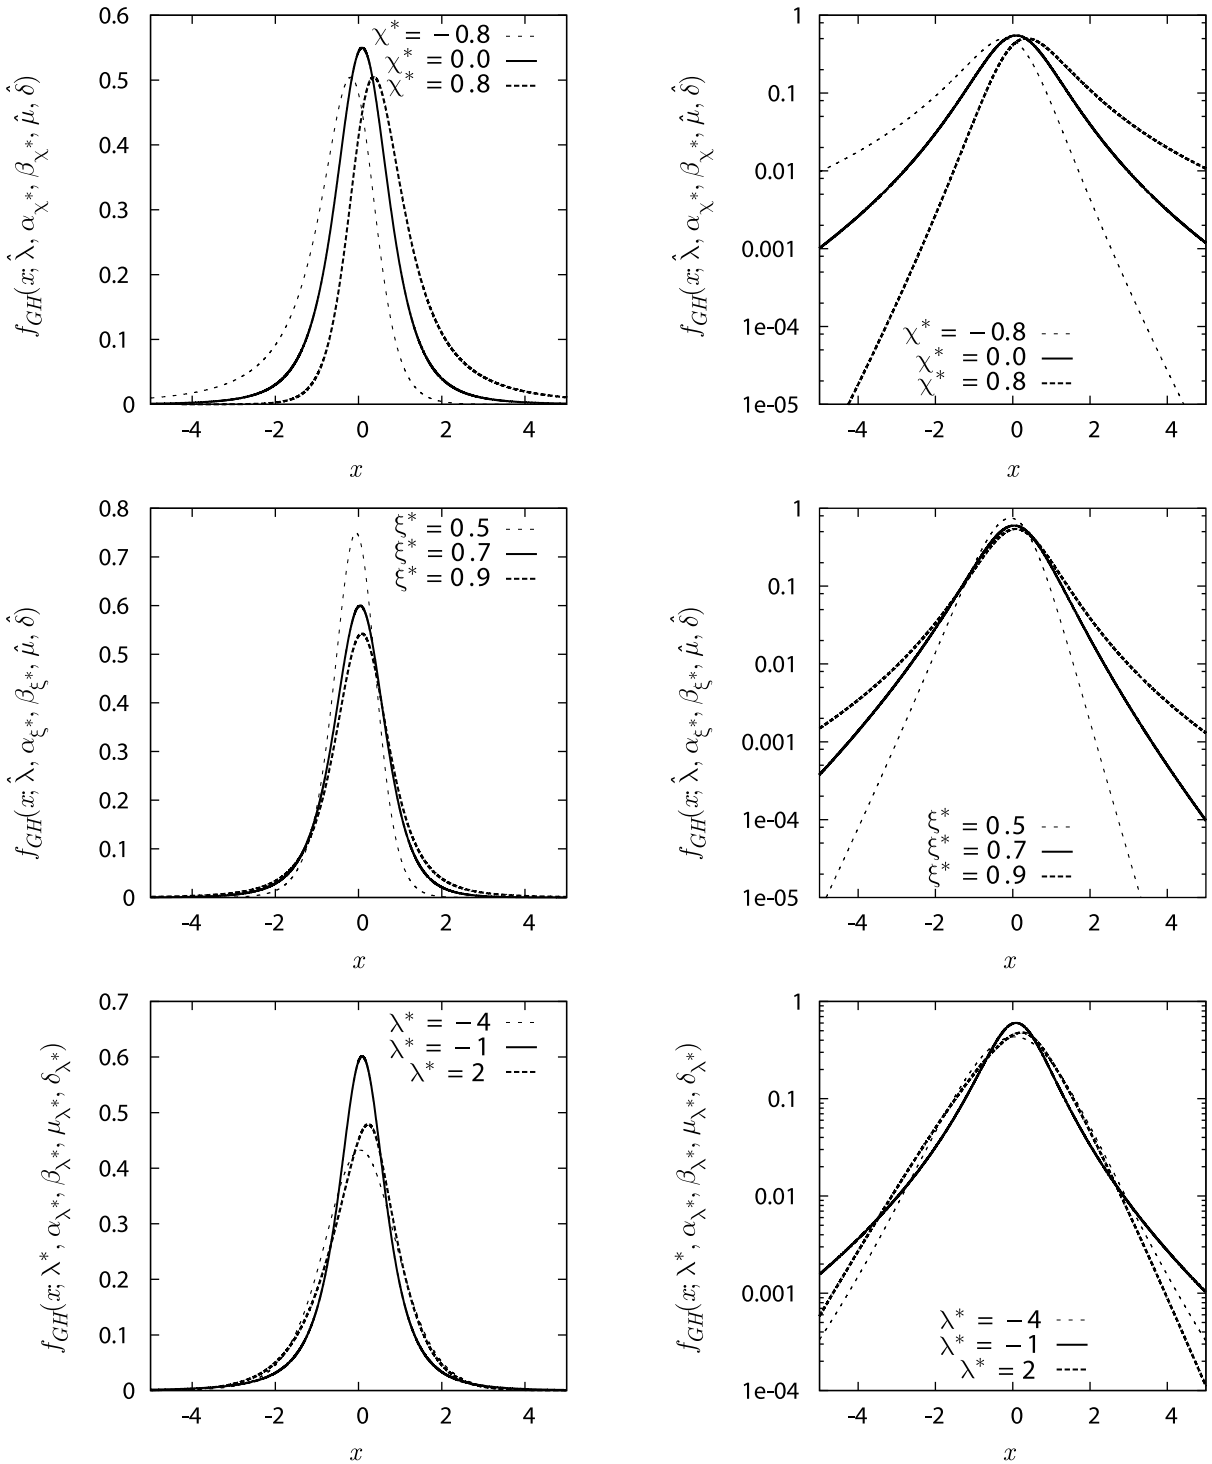 0.6
0.5
0.4
0.3
0.2
0.1
0
-4 -2 0 2 4
x
f_GH(x; λ̂, α_χ*, β_χ*, μ̂, δ̂)
χ* = −0.8
χ* = 0.0
χ* = 0.8
1
0.1
0.01
0.001
1e-04
1e-05
-4 -2 0 2 4
x
f_GH(x; λ̂, α_χ*, β_χ*, μ̂, δ̂)
χ* = −0.8
χ* = 0.0
χ* = 0.8
0.8
0.7
0.6
0.5
0.4
0.3
0.2
0.1
0
-4 -2 0 2 4
x
f_GH(x; λ̂, α_ξ*, β_ξ*, μ̂, δ̂)
ξ* = 0.5
ξ* = 0.7
ξ* = 0.9
1
0.1
0.01
0.001
1e-04
1e-05
-4 -2 0 2 4
x
f_GH(x; λ̂, α_ξ*, β_ξ*, μ̂, δ̂)
ξ* = 0.5
ξ* = 0.7
ξ* = 0.9
0.7
0.6
0.5
0.4
0.3
0.2
0.1
0
-4 -2 0 2 4
x
f_GH(x; λ*, α_λ*, β_λ*, μ_λ*, δ_λ*)
λ* = −4
λ* = −1
λ* = 2
1
0.1
0.01
0.001
1e-04
-4 -2 0 2 4
x
f_GH(x; λ*, α_λ*, β_λ*, μ_λ*, δ_λ*)
λ* = −4
λ* = −1
λ* = 2